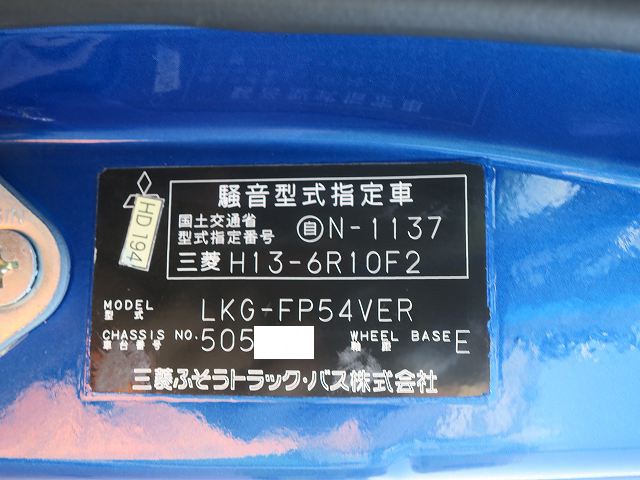 騒音型式指定車
国土交通省
型式指定番号 自 N-1137
三菱 H13-6R10F2
HD194
MODEL
型式 LKG-FP54VER
CHASSIS NO.
車台番号 505
WHEEL BASE
軸距 E
三菱ふそうトラック・バス株式会社